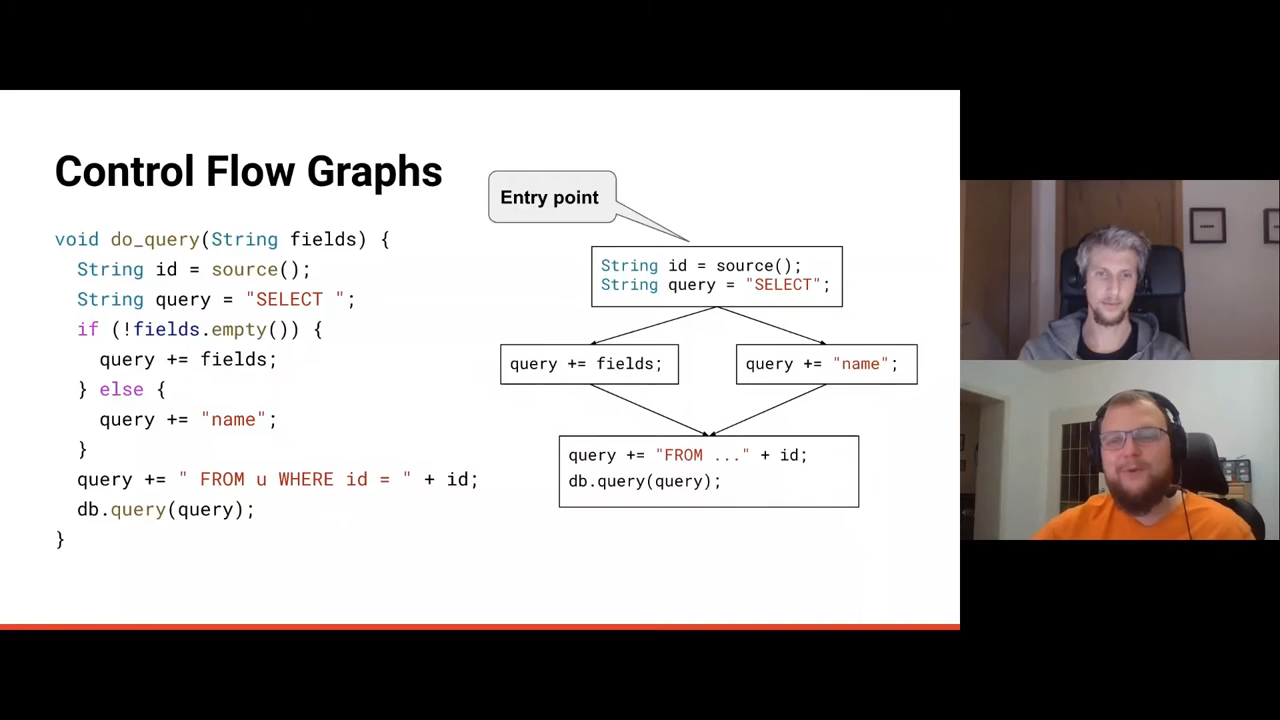 Control Flow Graphs
void do_query(String fields) {
  String id = source();
  String query = "SELECT ";
  if (!fields.empty()) {
    query += fields;
  } else {
    query += "name";
  }
  query += " FROM u WHERE id = " + id;
  db.query(query);
}
Entry point
String id = source();
String query = "SELECT";
query += fields;
query += "name";
query += "FROM ..." + id;
db.query(query);